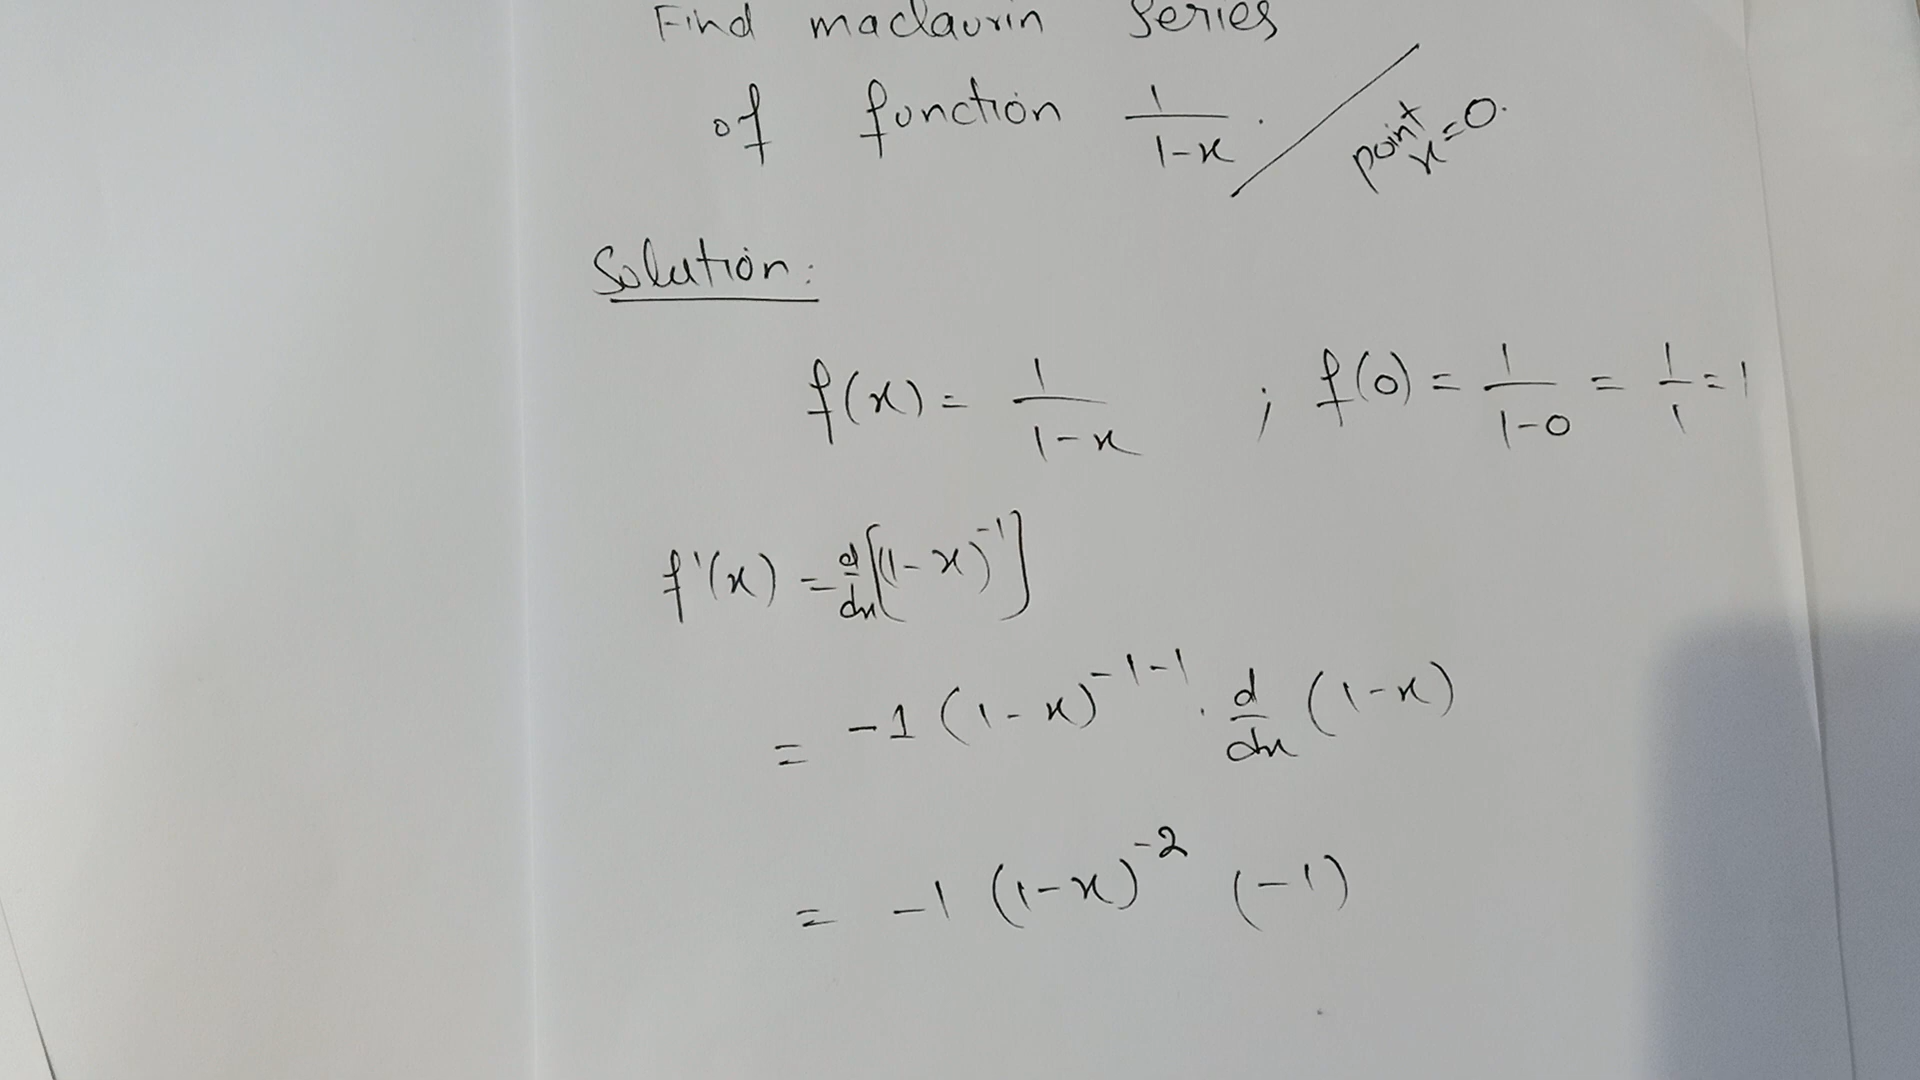 Find maclaurin series
of function 1/(1-x). / point x=0.
Solution:
f(x) = 1/(1-x) ; f(0) = 1/(1-0) = 1/1 = 1
f'(x) = d/dx[(1-x)^-1]
= -1 (1-x)^-1-1 . d/dx (1-x)
= -1 (1-x)^-2 (-1)